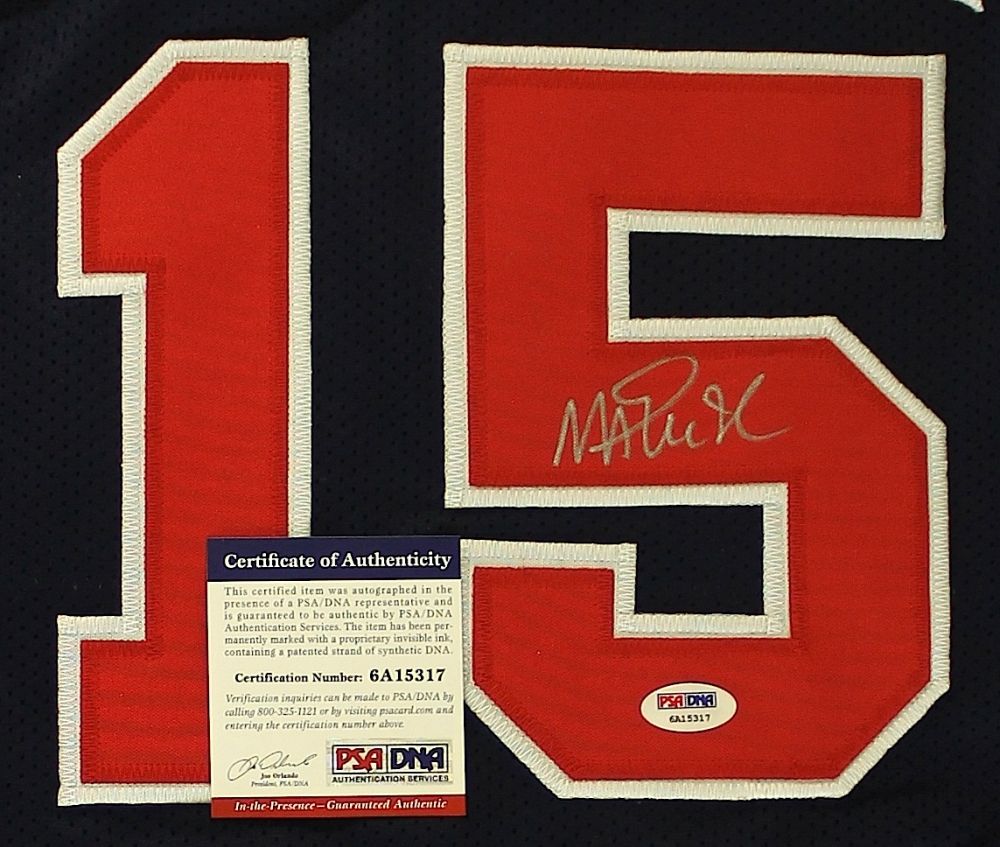 15
Certificate of Authenticity
This certified item was autographed in the
presence of a PSA/DNA representative and
is guaranteed to be authentic by PSA/DNA
Authentication Services. The item has been per-
manently marked with a proprietary invisible ink,
containing a patented strand of synthetic DNA.
Certification Number: 6A15317
Verification inquiries can be made to PSA/DNA by
calling 800-325-1121 or by visiting psacard.com and
entering the certification number above.
Joe Orlando
President, PSA/DNA
PSA DNA
AUTHENTICATION SERVICES
In-the-Presence—Guaranteed Authentic
PSA DNA
6A15317